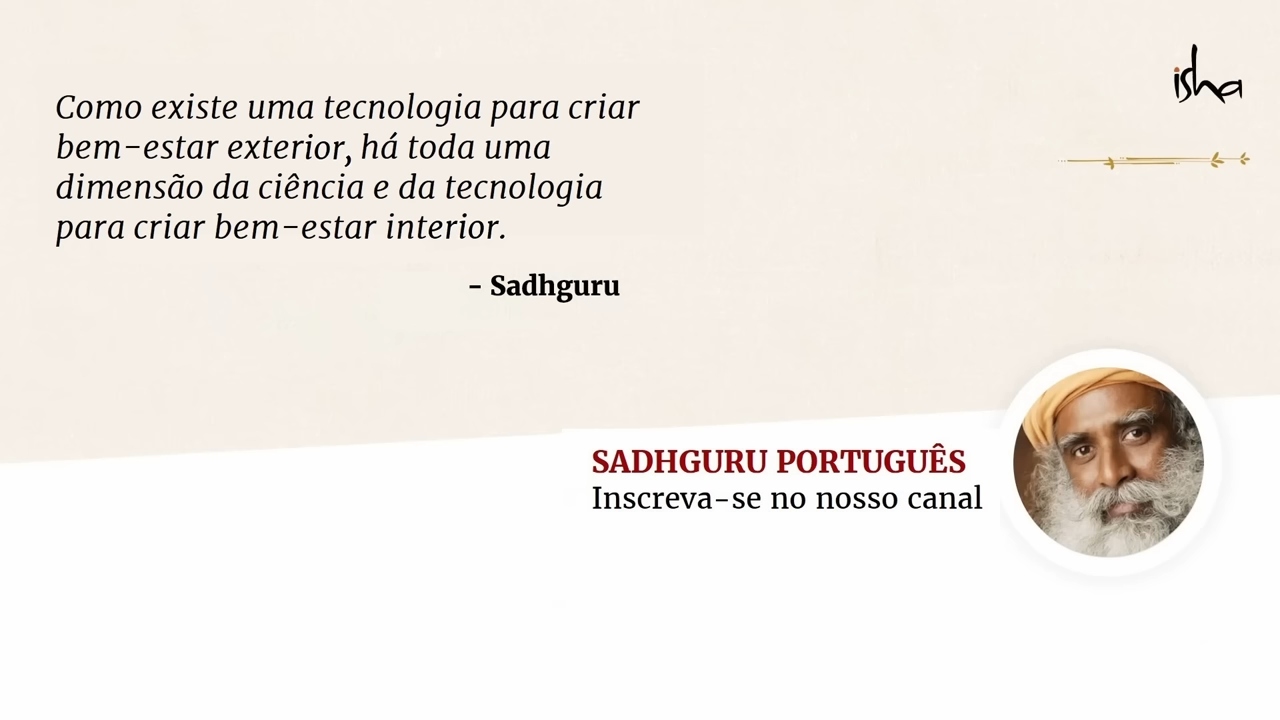 Como existe uma tecnologia para criar
bem-estar exterior, há toda uma
dimensão da ciência e da tecnologia
para criar bem-estar interior.
- Sadhguru
isha
SADHGURU PORTUGUÊS
Inscreva-se no nosso canal